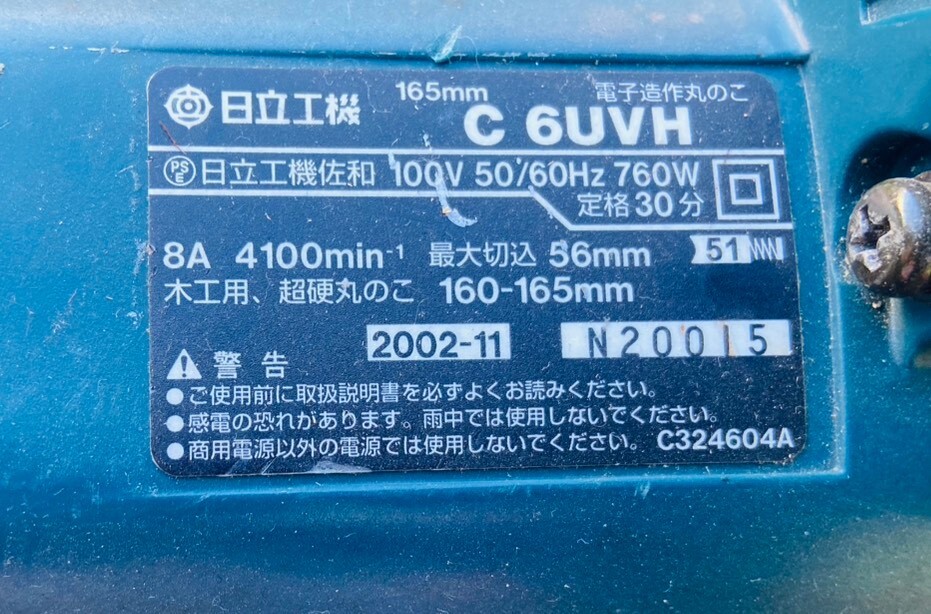 165mm 電子造作丸のこ
日立工機 C 6UVH
PSE 日立工機佐和 100V 50/60Hz 760W
定格30分
8A 4100min-1 最大切込 56mm 51
木工用、超硬丸のこ 160-165mm
2002-11 N20015
警告
●ご使用前に取扱説明書を必ずよくお読みください。
●感電の恐れがあります。雨中では使用しないでください。
●商用電源以外の電源では使用しないでください。 C324604A